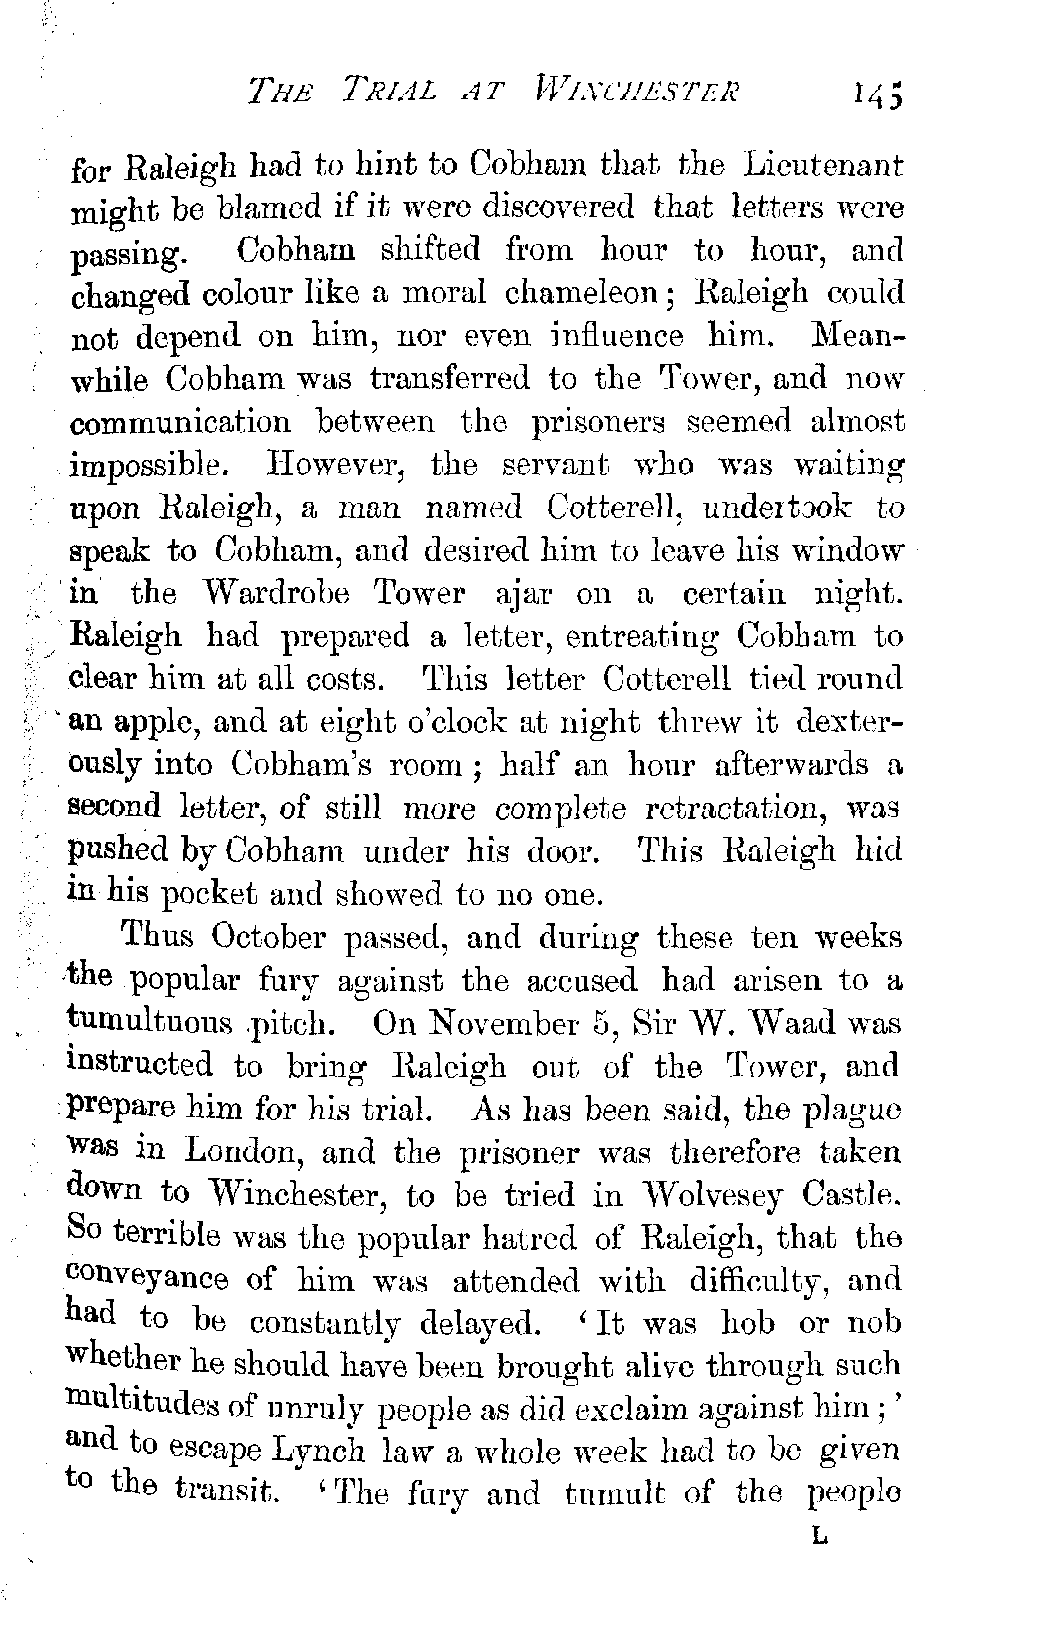 THE TRIAL AT WINCHESTER 145
for Raleigh had to hint to Cobham that the Lieutenant
might be blamed if it were discovered that letters were
passing. Cobham shifted from hour to hour, and
changed colour like a moral chameleon; Raleigh could
not depend on him, nor even influence him. Mean-
while Cobham was transferred to the Tower, and now
communication between the prisoners seemed almost
impossible. However, the servant who was waiting
upon Raleigh, a man named Cotterell, undertook to
speak to Cobham, and desired him to leave his window
in the Wardrobe Tower ajar on a certain night.
Raleigh had prepared a letter, entreating Cobham to
clear him at all costs. This letter Cotterell tied round
an apple, and at eight o'clock at night threw it dexter-
ously into Cobham's room; half an hour afterwards a
second letter, of still more complete retractation, was
pushed by Cobham under his door. This Raleigh hid
in his pocket and showed to no one.
Thus October passed, and during these ten weeks
the popular fury against the accused had arisen to a
tumultuous pitch. On November 5, Sir W. Waad was
instructed to bring Raleigh out of the Tower, and
prepare him for his trial. As has been said, the plague
was in London, and the prisoner was therefore taken
down to Winchester, to be tried in Wolvesey Castle.
So terrible was the popular hatred of Raleigh, that the
conveyance of him was attended with difficulty, and
had to be constantly delayed. 'It was hob or nob
whether he should have been brought alive through such
multitudes of unruly people as did exclaim against him;'
and to escape Lynch law a whole week had to be given
to the transit. 'The fury and tumult of the people
L